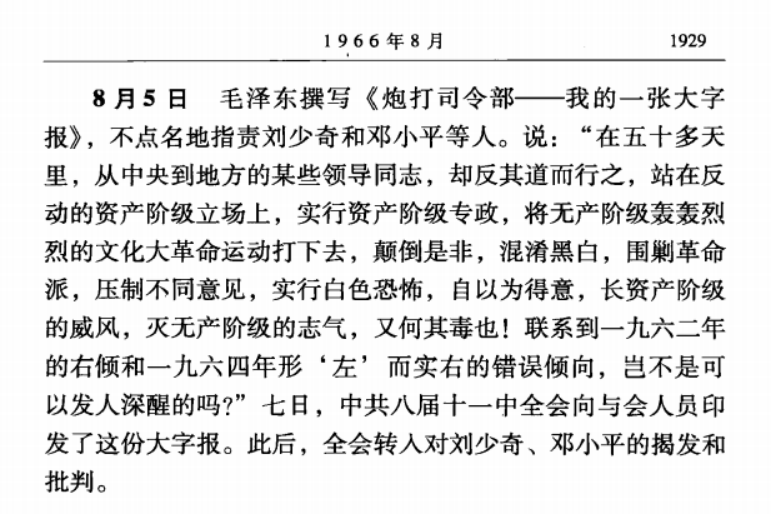 1966年8月 1929
8月5日 毛泽东撰写《炮打司令部——我的一张大字
报》，不点名地指责刘少奇和邓小平等人。说：“在五十多天
里，从中央到地方的某些领导同志，却反其道而行之，站在反
动的资产阶级立场上，实行资产阶级专政，将无产阶级轰轰烈
烈的文化大革命运动打下去，颠倒是非，混淆黑白，围剿革命
派，压制不同意见，实行白色恐怖，自以为得意，长资产阶级
的威风，灭无产阶级的志气，又何其毒也！联系到一九六二年
的右倾和一九六四年形‘左’而实右的错误倾向，岂不是可
以发人深醒的吗?”七日，中共八届十一中全会向与会人员印
发了这份大字报。此后，全会转入对刘少奇、邓小平的揭发和
批判。